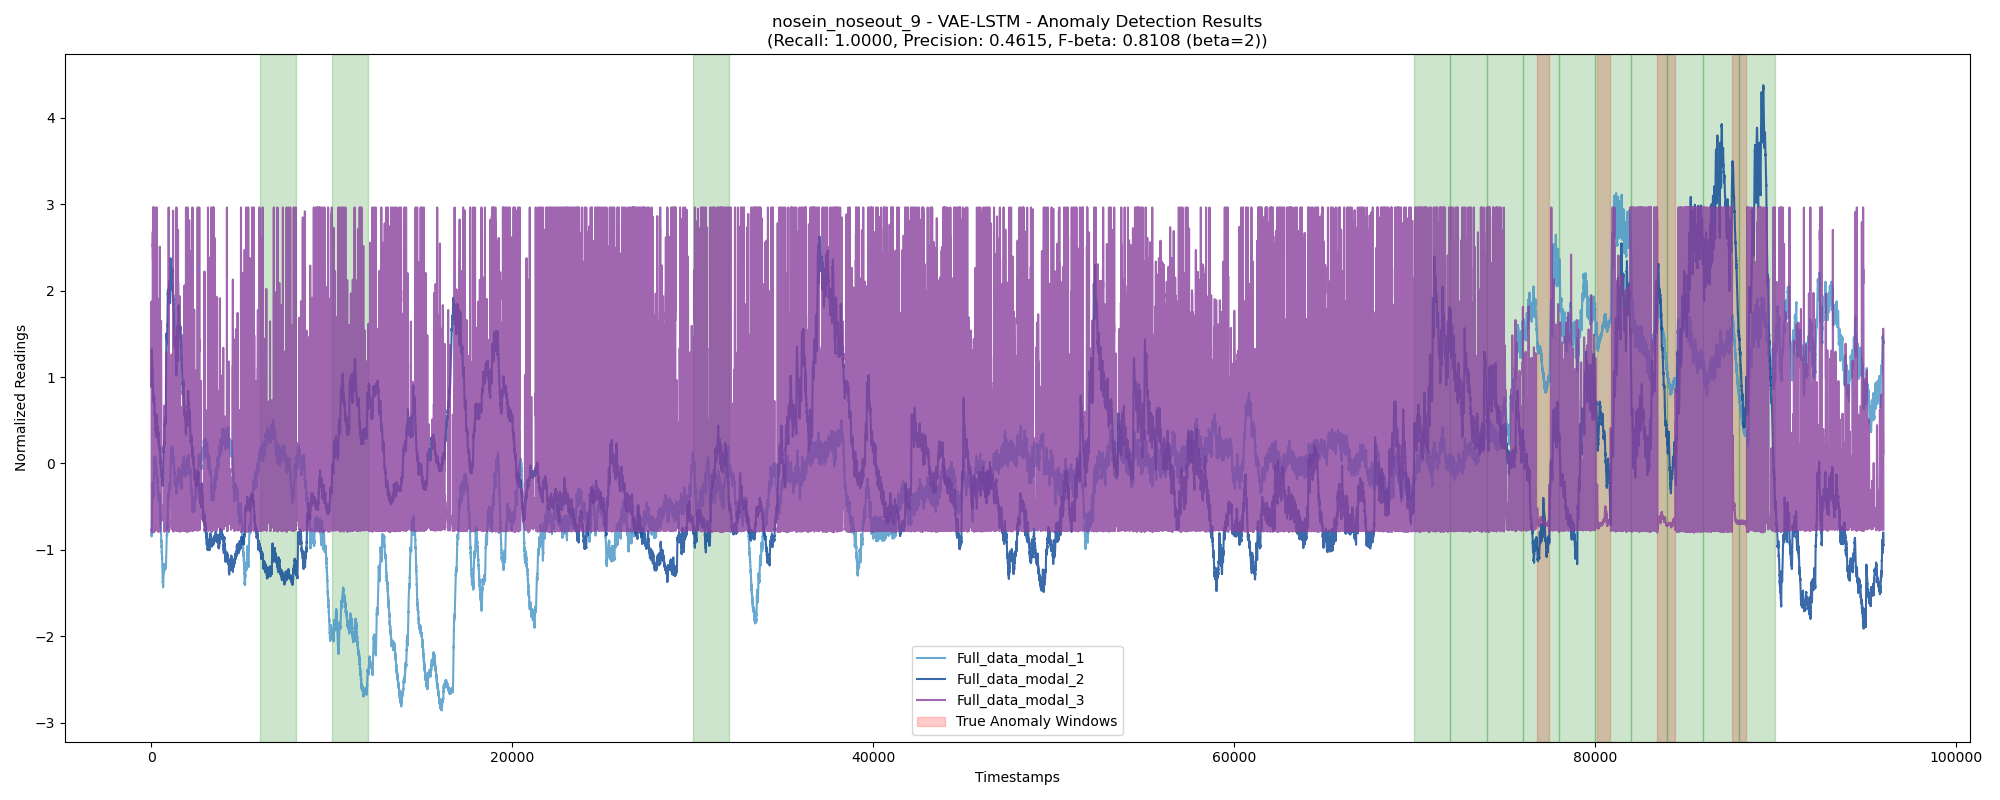 nosein_noseout_9 - VAE-LSTM - Anomaly Detection Results
(Recall: 1.0000, Precision: 0.4615, F-beta: 0.8108 (beta=2))
Normalized Readings
4
3
2
1
0
−1
−2
−3
Full_data_modal_1
Full_data_modal_2
Full_data_modal_3
True Anomaly Windows
0
20000
40000
60000
80000
100000
Timestamps